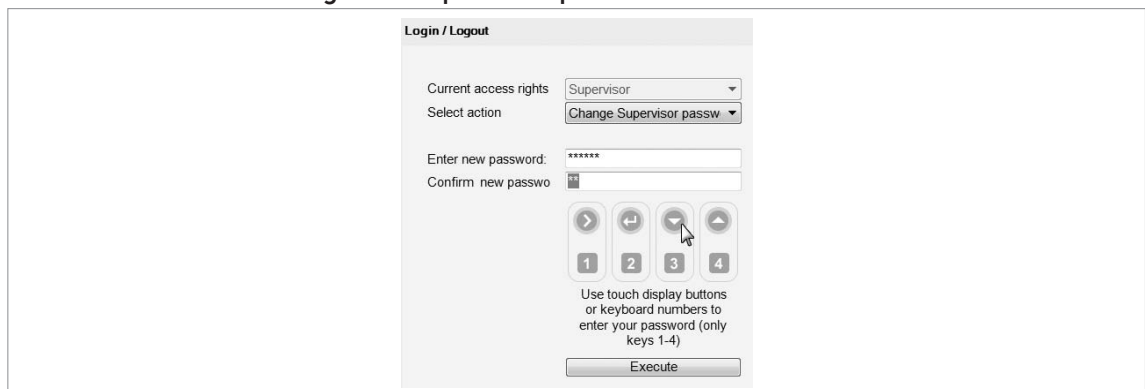 Login / Logout
Current access rights Supervisor
Select action Change Supervisor passw
Enter new password: ******
Confirm new passwo **
1 2 3 4
Use touch display buttons
or keyboard numbers to
enter your password (only
keys 1-4)
Execute